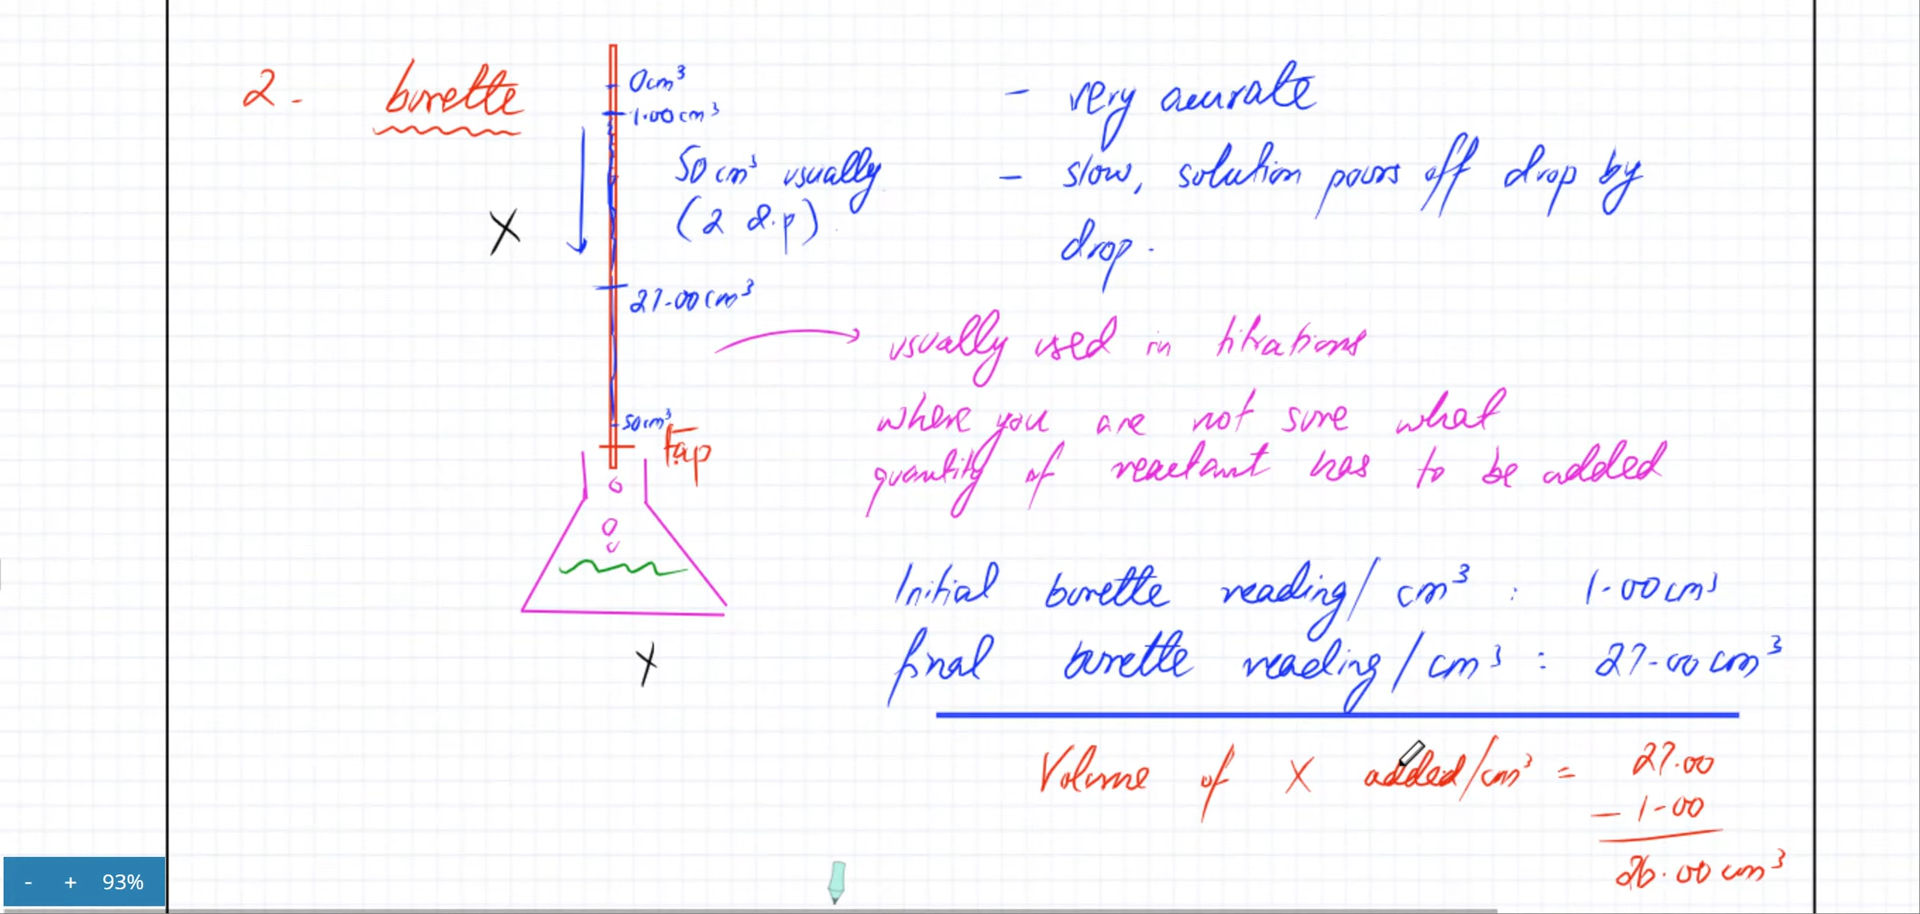 2. burette
0cm³
1.00cm³
50cm³ usually
(2 d.p)
X
27.00cm³
50cm³
Tap
Y
- very accurate
- slow, solution pours off drop by
drop.
usually used in titrations
where you are not sure what
quantity of reactant has to be added
Initial burette reading/cm³ : 1.00cm³
final burette reading/cm³ : 27.00cm³
Volume of X added/cm³ = 27.00
- 1.00
26.00cm³
- + 93%